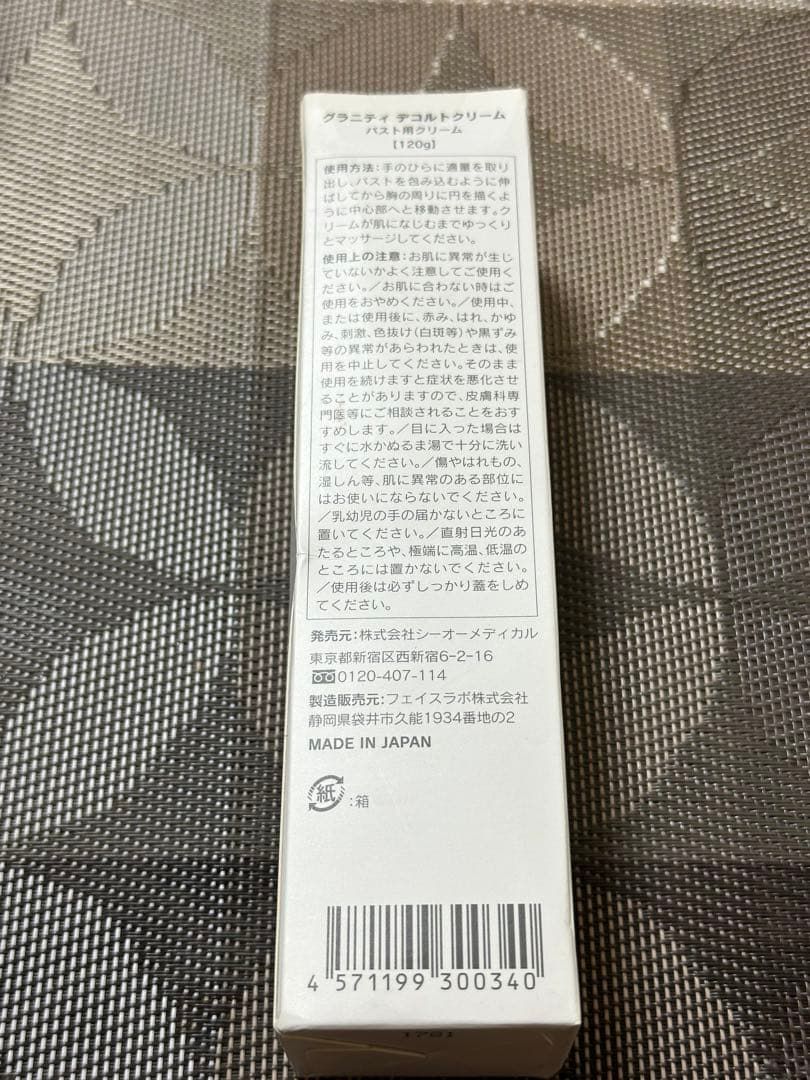 グラニティ デコルトクリーム
バスト用クリーム
【120g】
使用方法:手のひらに適量を取り
出し、バストを包み込むように伸
ばしてから胸の周りに円を描くよ
うに中心部へと移動させます。ク
リームが肌になじむまでゆっくり
とマッサージしてください。
使用上の注意:お肌に異常が生じ
ていないかよく注意してご使用く
ださい。/お肌に合わない時はご
使用をおやめください。/使用中、
または使用後に、赤み、はれ、かゆ
み、刺激、色抜け(白斑等)や黒ずみ
等の異常があらわれたときは、使
用を中止してください。そのまま
使用を続けますと症状を悪化させ
ることがありますので、皮膚科専
門医等にご相談されることをおす
すめします。/目に入った場合は
すぐに水かぬるま湯で十分に洗い
流してください。/傷やはれもの、
湿しん等、肌に異常のある部位に
はお使いにならないでください。
/乳幼児の手の届かないところに
置いてください。/直射日光のあ
たるところや、極端に高温、低温の
ところには置かないでください。
/使用後は必ずしっかり蓋をしめ
てください。
発売元:株式会社シーオーメディカル
東京都新宿区西新宿6-2-16
0120-407-114
製造販売元:フェイスラボ株式会社
静岡県袋井市久能1934番地の2
MADE IN JAPAN
紙:箱
4 571199 300340